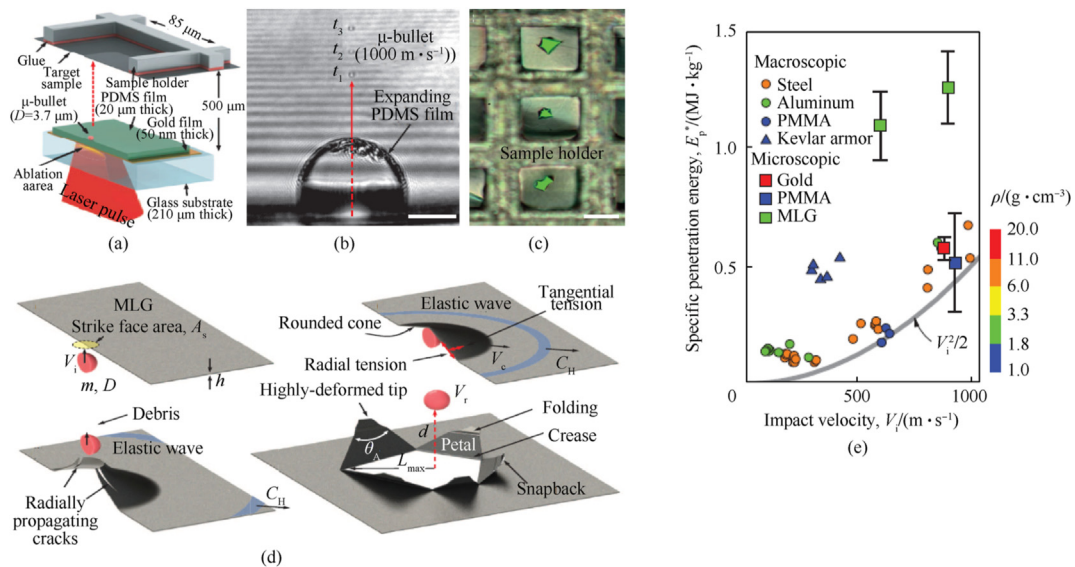 85 μm
Glue
Target
sample
μ-bullet
(D=3.7 μm)
Sample holder
PDMS film
(20 μm thick)
Gold film
(50 nm thick)
500 μm
Ablation
aarea
Laser pulse
Glass substrate
(210 μm thick)
(a)
t3
t2
t1
μ-bullet
(1000 m·s⁻¹)
Expanding
PDMS film
(b)
Sample holder
(c)
MLG
Strike face area, As
Vi
m, D
h
Elastic wave
Tangential
tension
Rounded cone
Radial tension
Vc
CH
Debris
Elastic wave
CH
Radially
propagating
cracks
Highly-deformed tip
Vr
d
Folding
Petal
Crease
θA
Lmax
Snapback
(d)
Specific penetration energy, Ep*/(MJ·kg⁻¹)
1.5
1.0
0.5
0
500
1000
Impact velocity, Vi/(m·s⁻¹)
Macroscopic
Steel
Aluminum
PMMA
Kevlar armor
Microscopic
Gold
PMMA
MLG
Vi²/2
ρ/(g·cm⁻³)
20.0
11.0
6.0
3.3
1.8
1.0
(e)